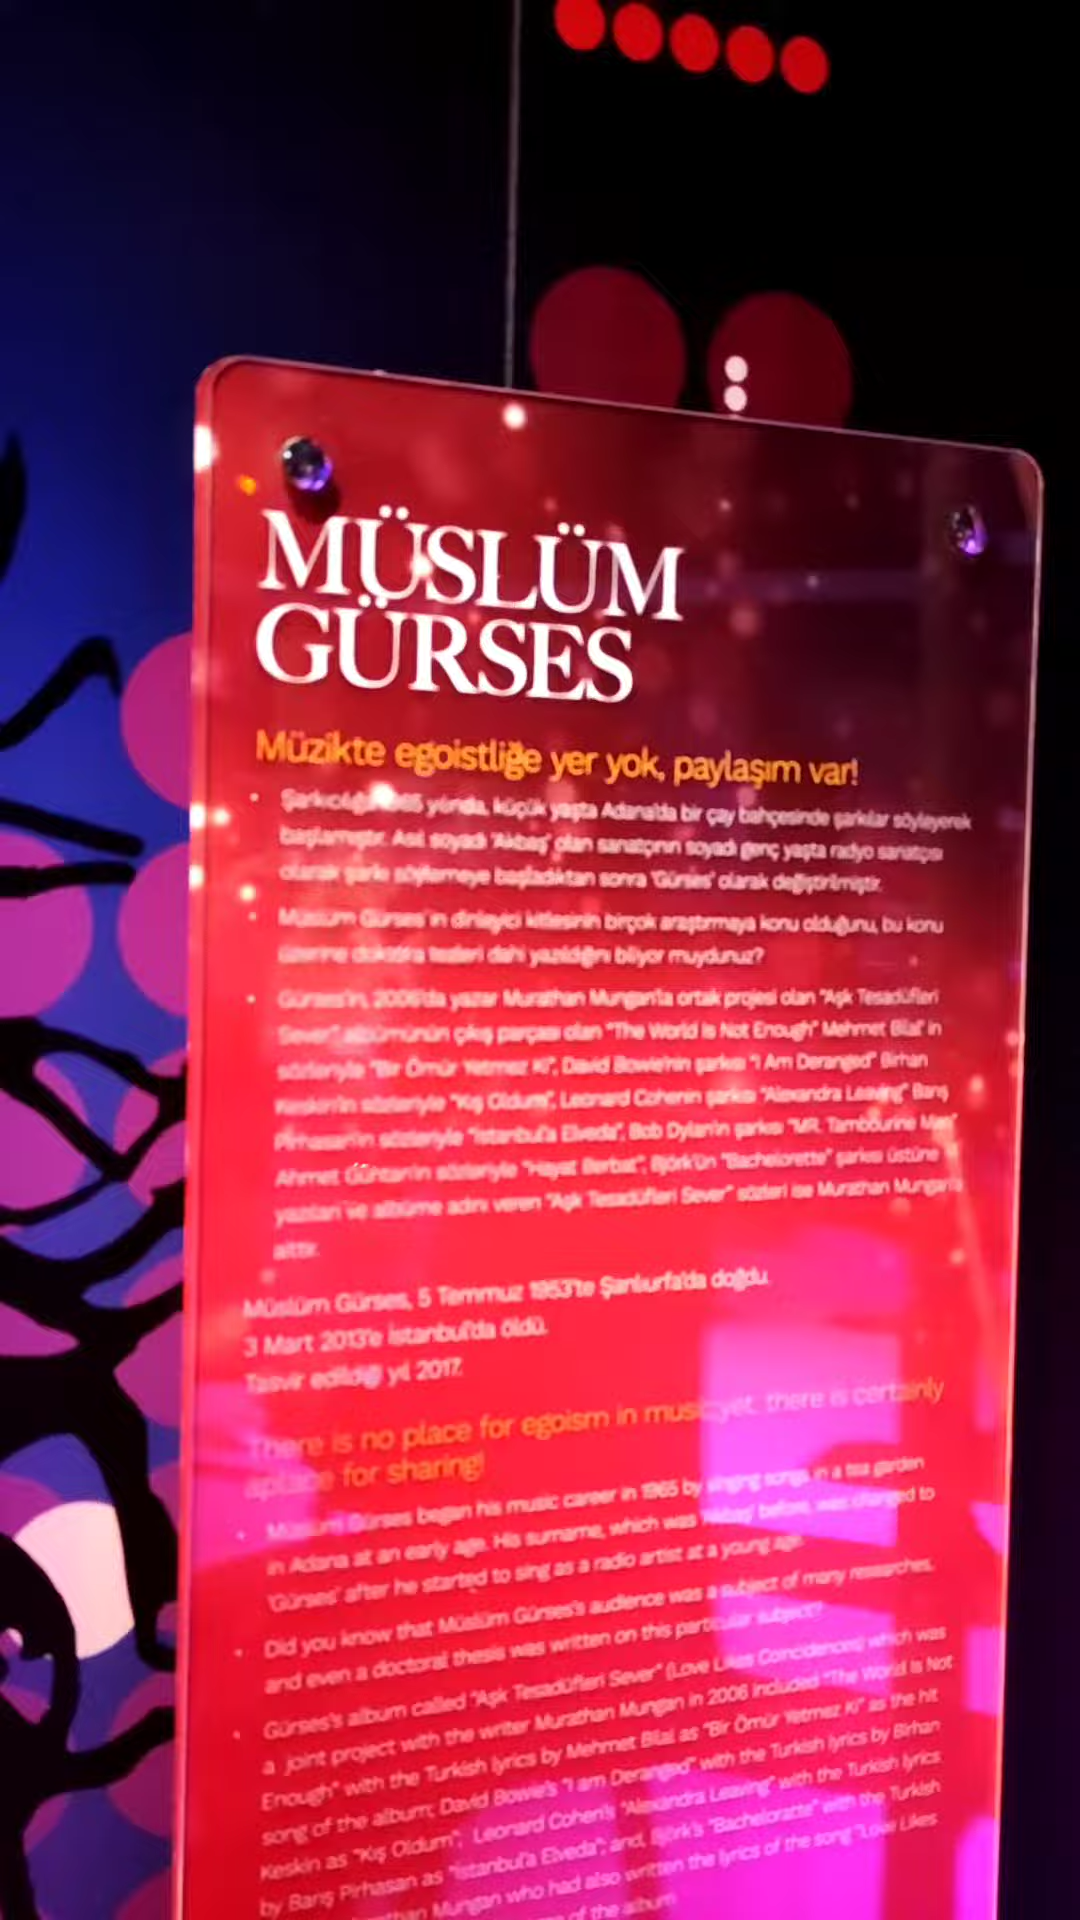 MÜSLÜM
GÜRSES
Müzikte egoistliğe yer yok, paylaşım var!
• Şarkıcılığa 1965 yılında, küçük yaşta Adana'da bir çay bahçesinde şarkılar söyleyerek
başlamıştır. Asıl soyadı 'Akbaş' olan sanatçının soyadı genç yaşta radyo sanatçısı
olarak şarkı söylemeye başladıktan sonra 'Gürses' olarak değiştirilmiştir.
• Müslüm Gürses'in dinleyici kitlesinin birçok araştırmaya konu olduğunu, bu konu
üzerine doktora tezleri dahi yazıldığını biliyor muydunuz?
• Gürses'in, 2006'da yazar Murathan Mungan'la ortak projesi olan "Aşk Tesadüfleri
Sever" albümünün çıkış parçası olan "The World Is Not Enough" Mehmet Bilal' in
sözleriyle "Bir Ömür Yetmez Ki", David Bowie'nin şarkısı "I Am Deranged" Birhan
Keskin'in sözleriyle "Kış Oldum", Leonard Cohenin şarkısı "Alexandra Leaving" Barış
Pirhasan'ın sözleriyle "İstanbul'a Elveda", Bob Dylan'ın şarkısı "MR. Tambourine Man"
Ahmet Güntan'ın sözleriyle "Hayat Berbat", Björk'ün "Bachelorette" şarkısı üstüne
yazılan ve albüme adını veren "Aşk Tesadüfleri Sever" sözleri ise Murathan Mungan'a
aittir.
Müslüm Gürses, 5 Temmuz 1953'te Şanlıurfa'da doğdu.
3 Mart 2013'e İstanbul'da öldü.
Tasvir edildiği yıl 2017.
There is no place for egoism in music yet, there is certainly
aplace for sharing!
• Müslüm Gürses began his music career in 1965 by singing songs in a tea garden
in Adana at an early age. His surname, which was 'Akbaş' before, was changed to
'Gürses' after he started to sing as a radio artist at a young age.
• Did you know that Müslüm Gürses's audience was a subject of many researches,
and even a doctoral thesis was written on this particular subject?
• Gürses's album called "Aşk Tesadüfleri Sever" (Love Likes Coincidences) which was
a joint project with the writer Murathan Mungan in 2006 included "The World Is Not
Enough" with the Turkish lyrics by Mehmet Bilal as "Bir Ömür Yetmez Ki" as the hit
song of the album; David Bowie's "I am Deranged" with the Turkish lyrics by Birhan
Keskin as "Kış Oldum"; Leonard Cohen's "Alexandra Leaving" with the Turkish lyrics
by Barış Pirhasan as "İstanbul'a Elveda"; and, Björk's "Bacheloratte" with the Turkish
Mungan who had also written the lyrics of the song "Love Likes
of the album.